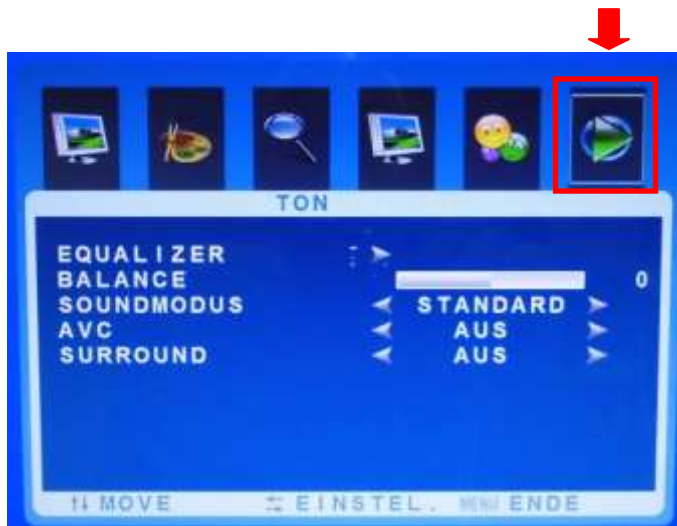 TON
EQUALIZER
BALANCE 0
SOUNDMODUS STANDARD
AVC AUS
SURROUND AUS
MOVE EINSTEL. MENU ENDE